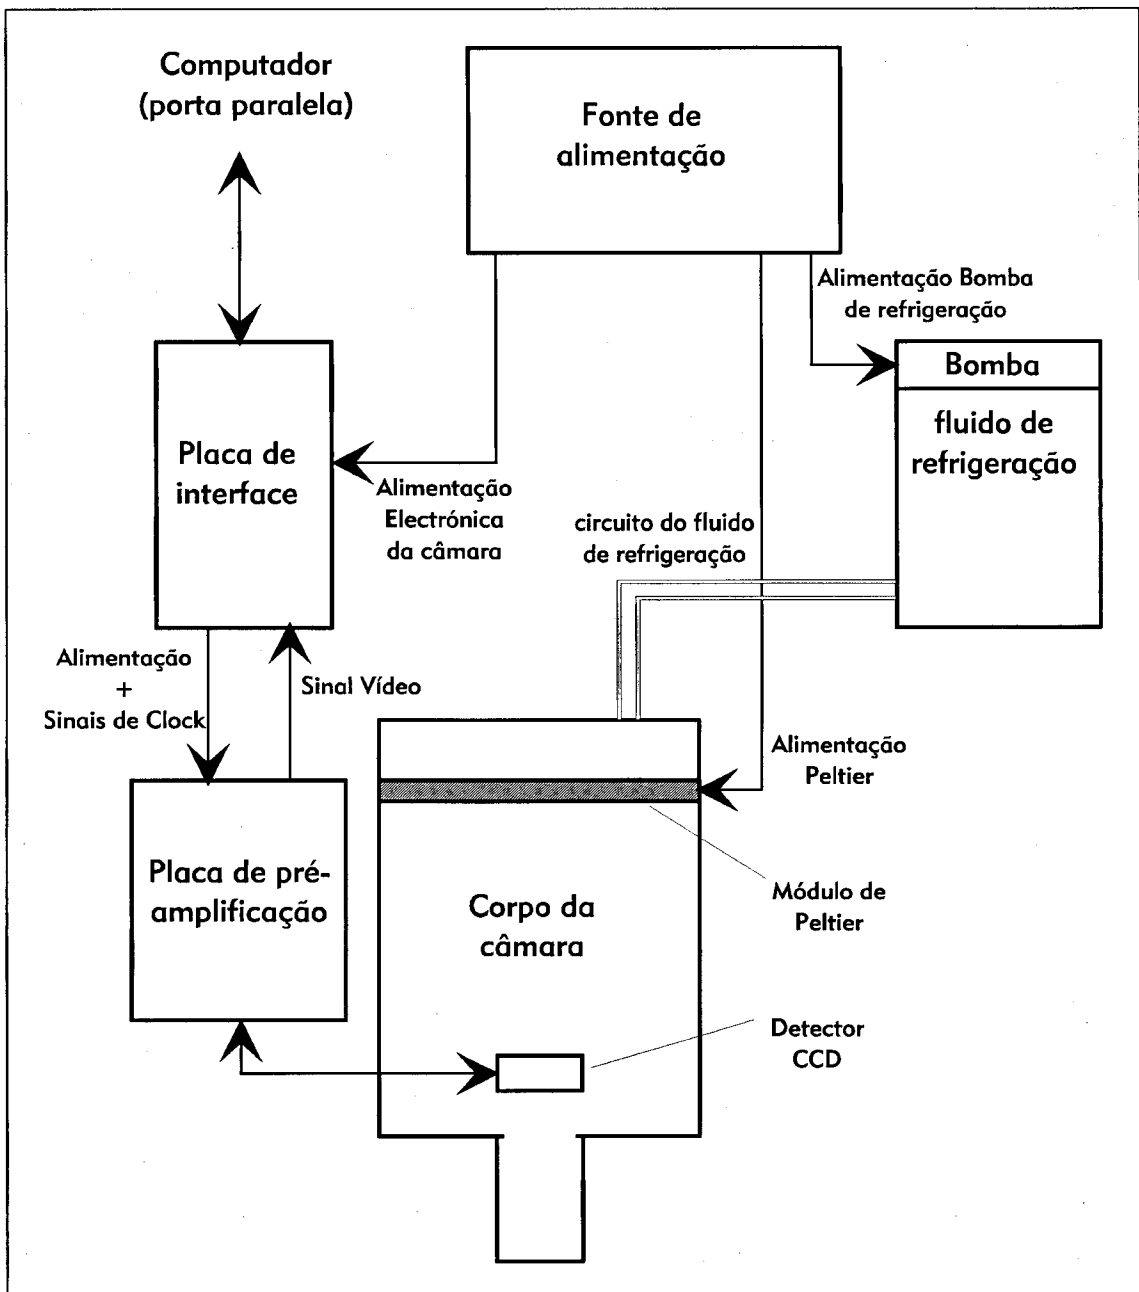 Computador
(porta paralela)
Fonte de
alimentação
Alimentação Bomba
de refrigeração
Bomba
fluido de
refrigeração
Placa de
interface
Alimentação
Electrónica
da câmara
circuito do fluido
de refrigeração
Alimentação
+
Sinais de Clock
Sinal Vídeo
Alimentação
Peltier
Placa de pré-
amplificação
Corpo da
câmara
Módulo de
Peltier
Detector
CCD